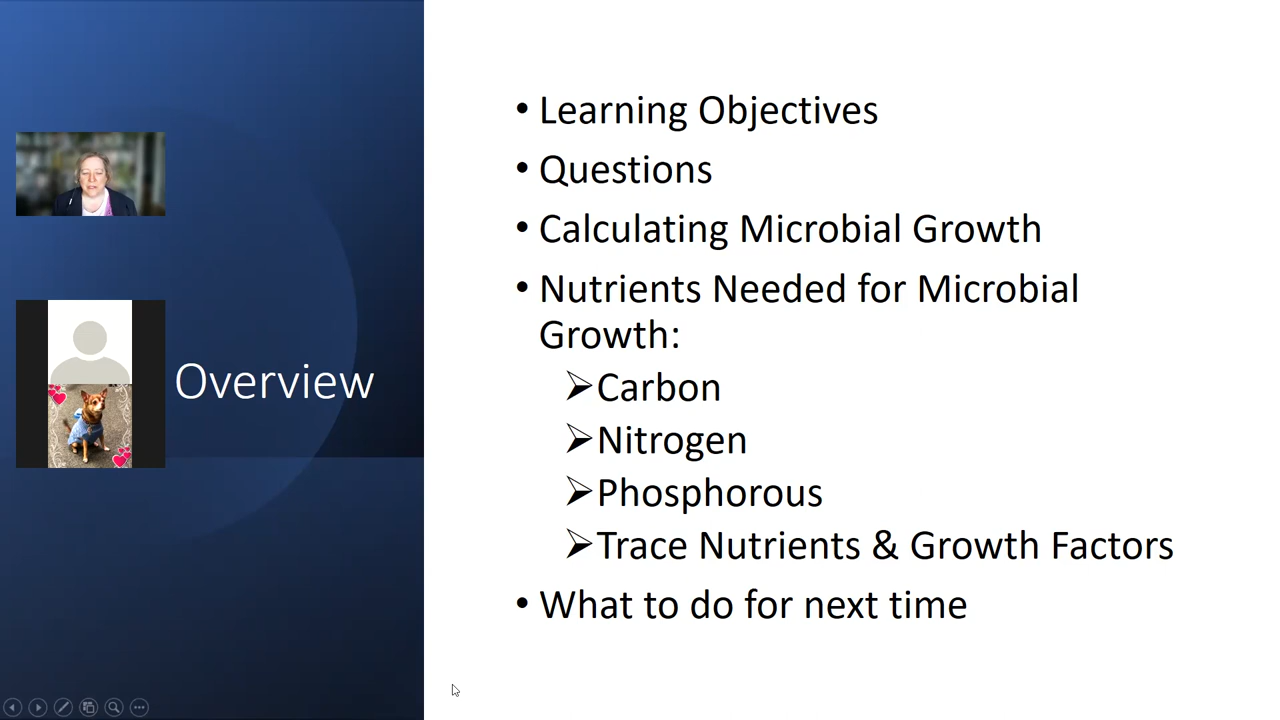 Overview
• Learning Objectives
• Questions
• Calculating Microbial Growth
• Nutrients Needed for Microbial
Growth:
➢Carbon
➢Nitrogen
➢Phosphorous
➢Trace Nutrients & Growth Factors
• What to do for next time